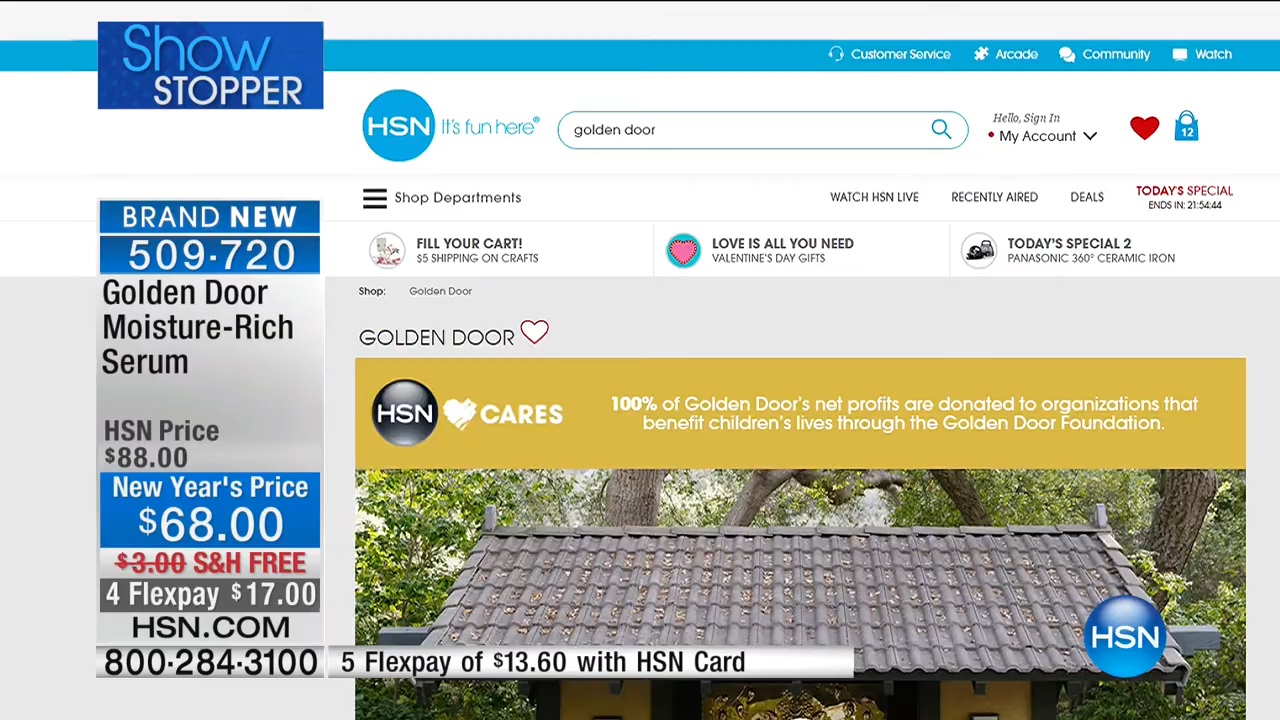 Show
STOPPER
Customer Service
Arcade
Community
Watch
HSN It's fun here®
golden door
Hello, Sign In
My Account
12
Shop Departments
WATCH HSN LIVE
RECENTLY AIRED
DEALS
TODAY'S SPECIAL
ENDS IN: 21:54:44
FILL YOUR CART!
$5 SHIPPING ON CRAFTS
LOVE IS ALL YOU NEED
VALENTINE'S DAY GIFTS
TODAY'S SPECIAL 2
PANASONIC 360° CERAMIC IRON
Shop: Golden Door
GOLDEN DOOR
HSN CARES
100% of Golden Door's net profits are donated to organizations that
benefit children's lives through the Golden Door Foundation.
BRAND NEW
509·720
Golden Door
Moisture-Rich
Serum
HSN Price
$88.00
New Year's Price
$68.00
$3.00 S&H FREE
4 Flexpay $17.00
HSN.COM
800·284·3100
5 Flexpay of $13.60 with HSN Card
HSN